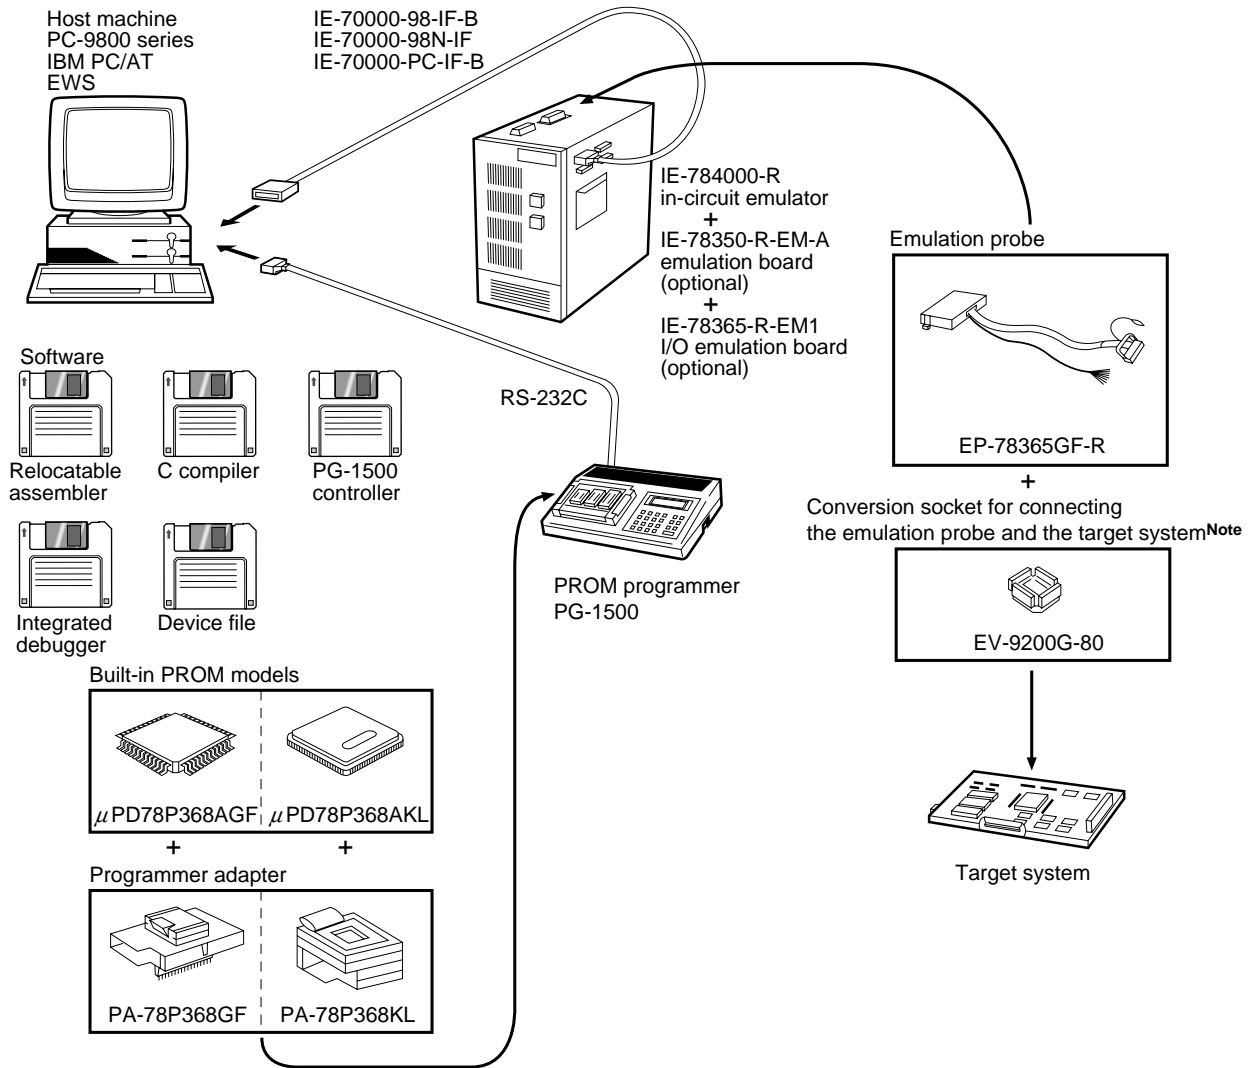 Host machine
PC-9800 series
IBM PC/AT
EWS
IE-70000-98-IF-B
IE-70000-98N-IF
IE-70000-PC-IF-B
IE-784000-R
in-circuit emulator
+
IE-78350-R-EM-A
emulation board
(optional)
+
IE-78365-R-EM1
I/O emulation board
(optional)
Emulation probe
EP-78365GF-R
+
Conversion socket for connecting
the emulation probe and the target systemNote
EV-9200G-80
Target system
RS-232C
PROM programmer
PG-1500
Software
Relocatable
assembler
C compiler
PG-1500
controller
Integrated
debugger
Device file
Built-in PROM models
μPD78P368AGF
μPD78P368AKL
+
+
Programmer adapter
PA-78P368GF
PA-78P368KL